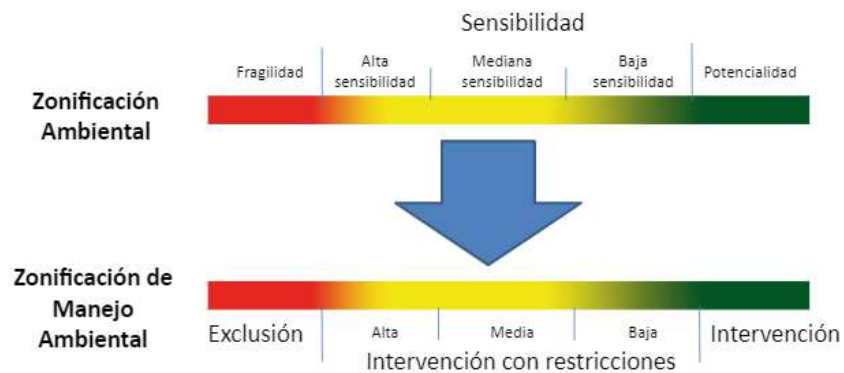 Sensibilidad
Fragilidad
Alta
sensibilidad
Mediana
sensibilidad
Baja
sensibilidad
Potencialidad
Zonificación
Ambiental
Zonificación de
Manejo
Ambiental
Exclusión
Alta
Media
Baja
Intervención
Intervención con restricciones